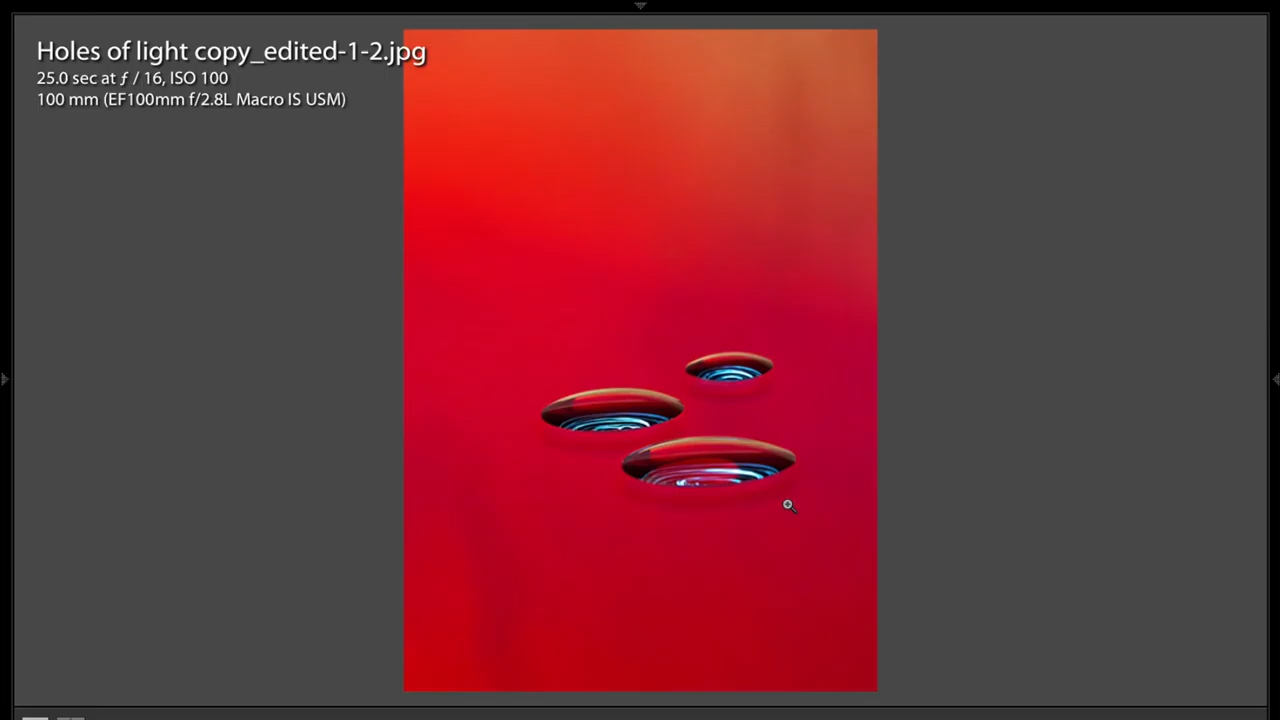 Holes of light copy_edited-1-2.jpg
25.0 sec at ƒ / 16, ISO 100
100 mm (EF100mm f/2.8L Macro IS USM)